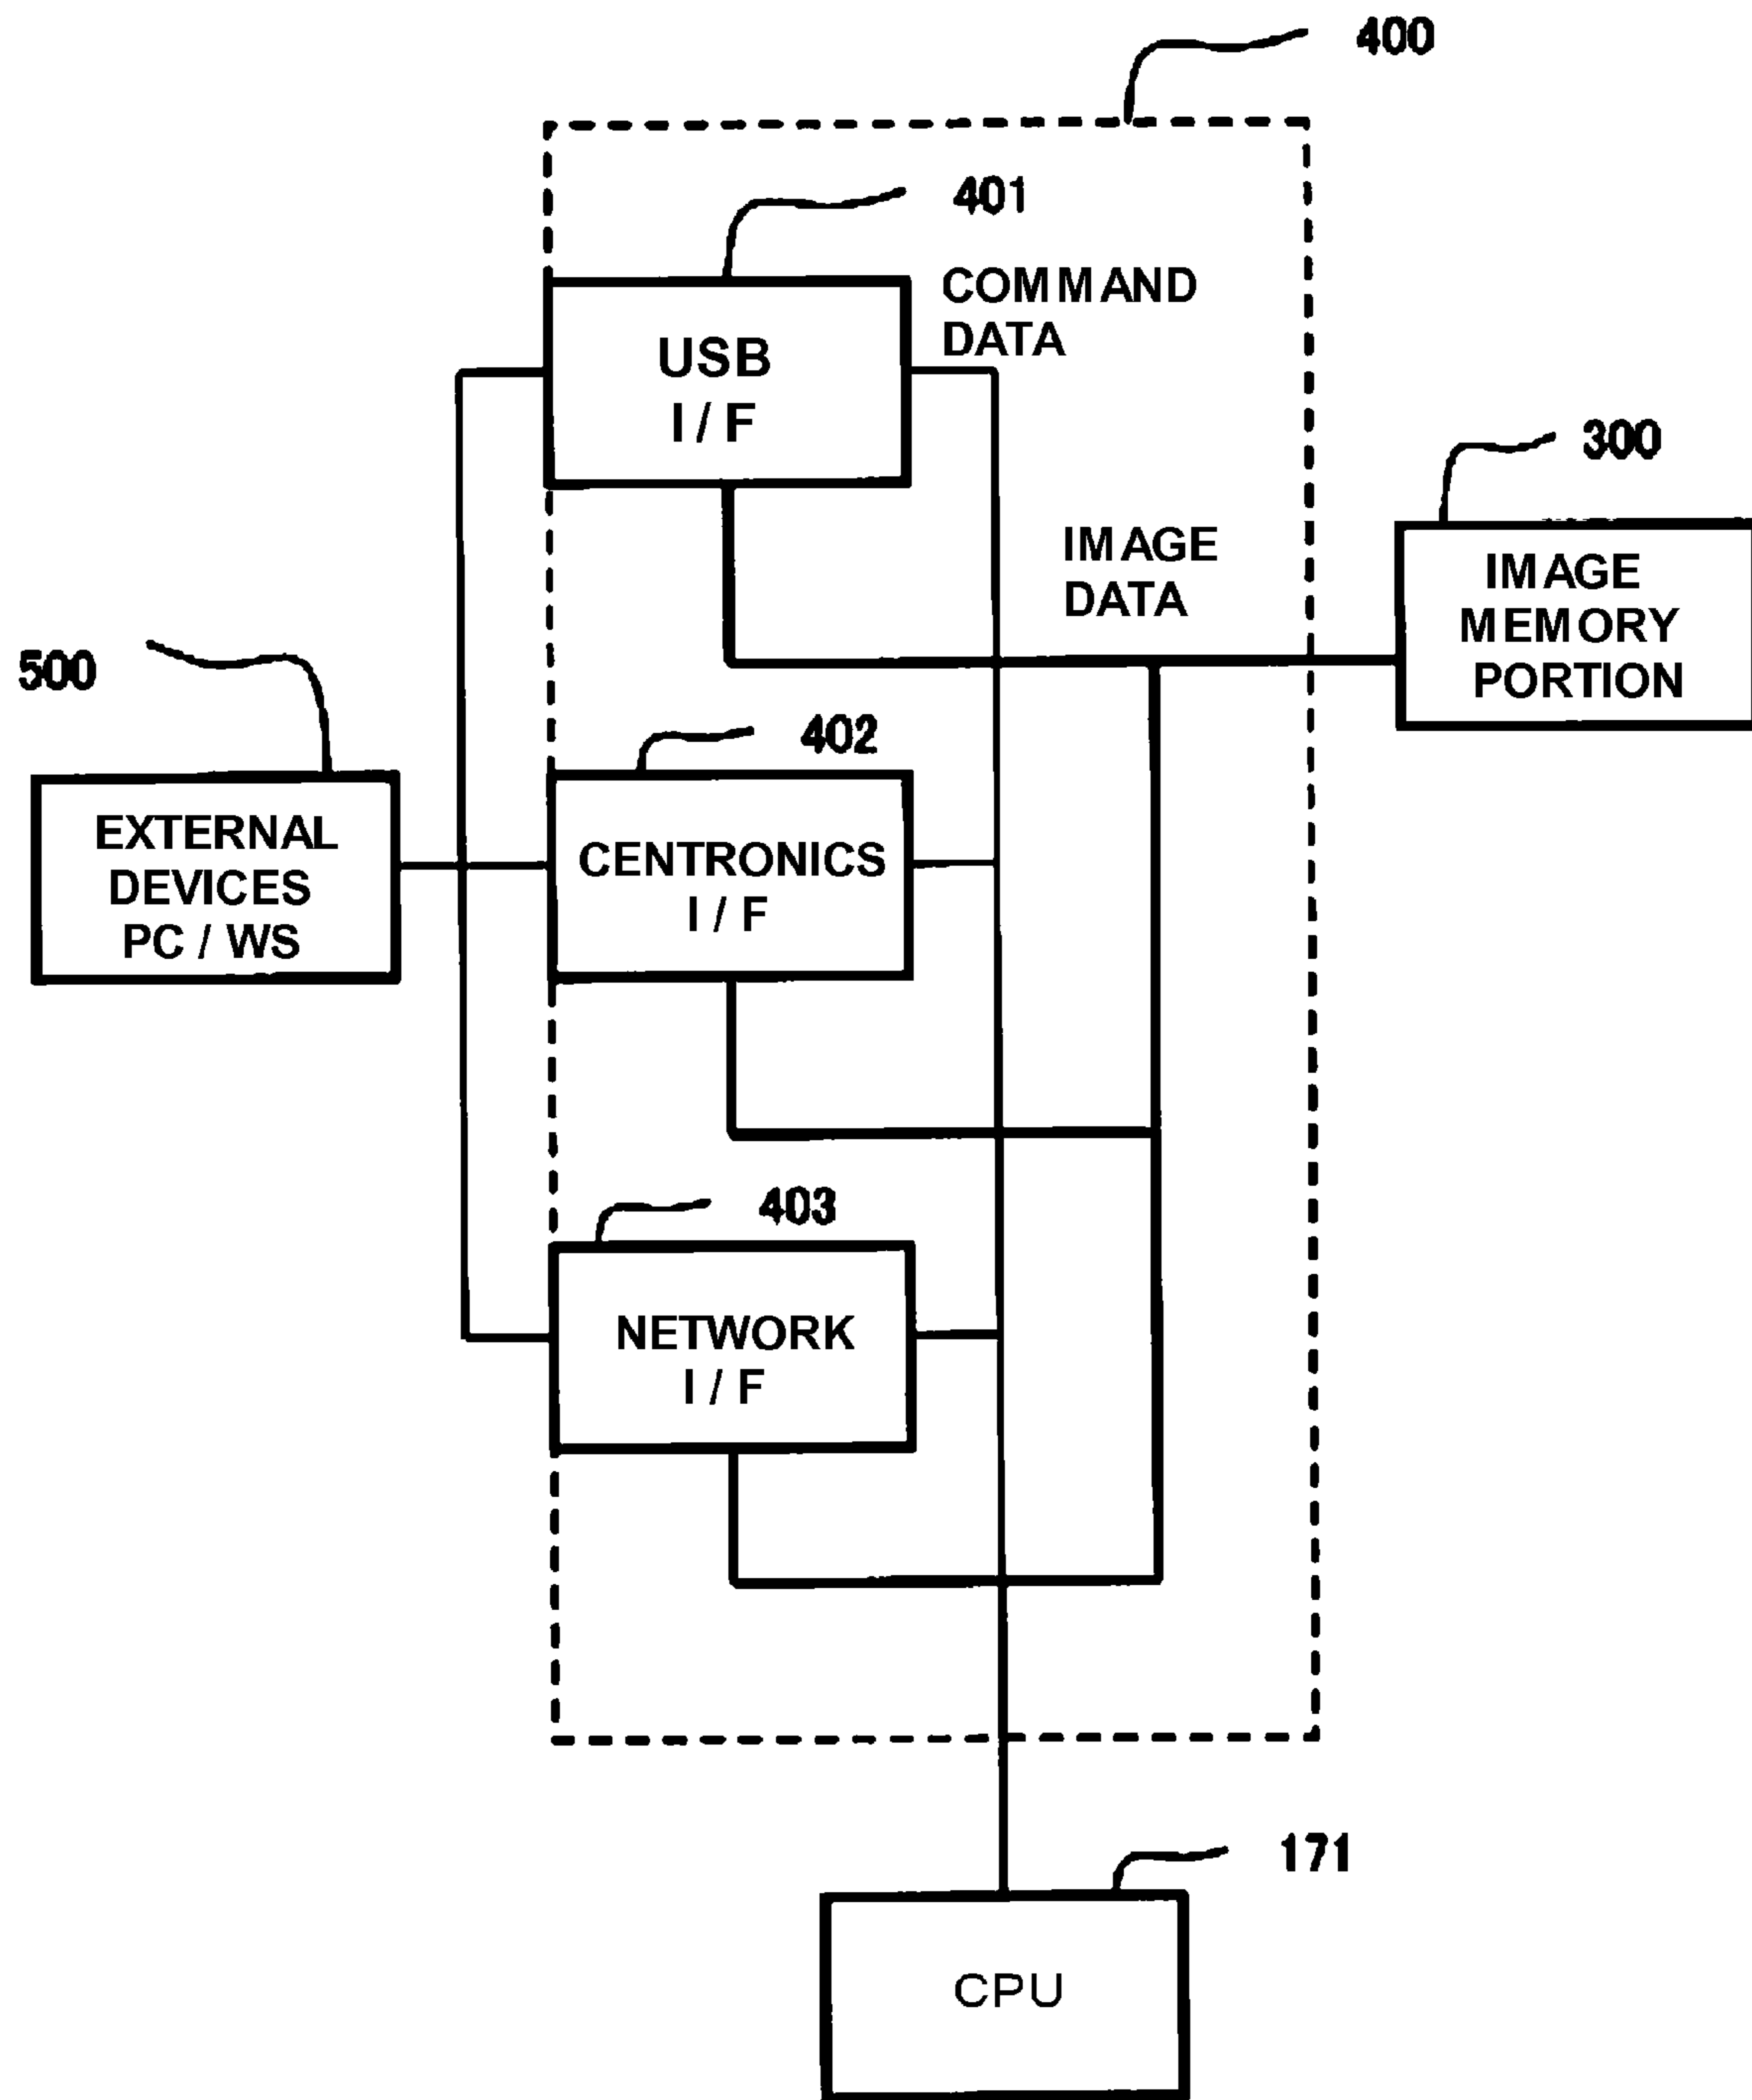 400
401
COMMAND
DATA
USB
I / F
300
IMAGE
DATA
IMAGE
MEMORY
PORTION
500
402
EXTERNAL
DEVICES
PC / WS
CENTRONICS
I / F
403
NETWORK
I / F
171
CPU